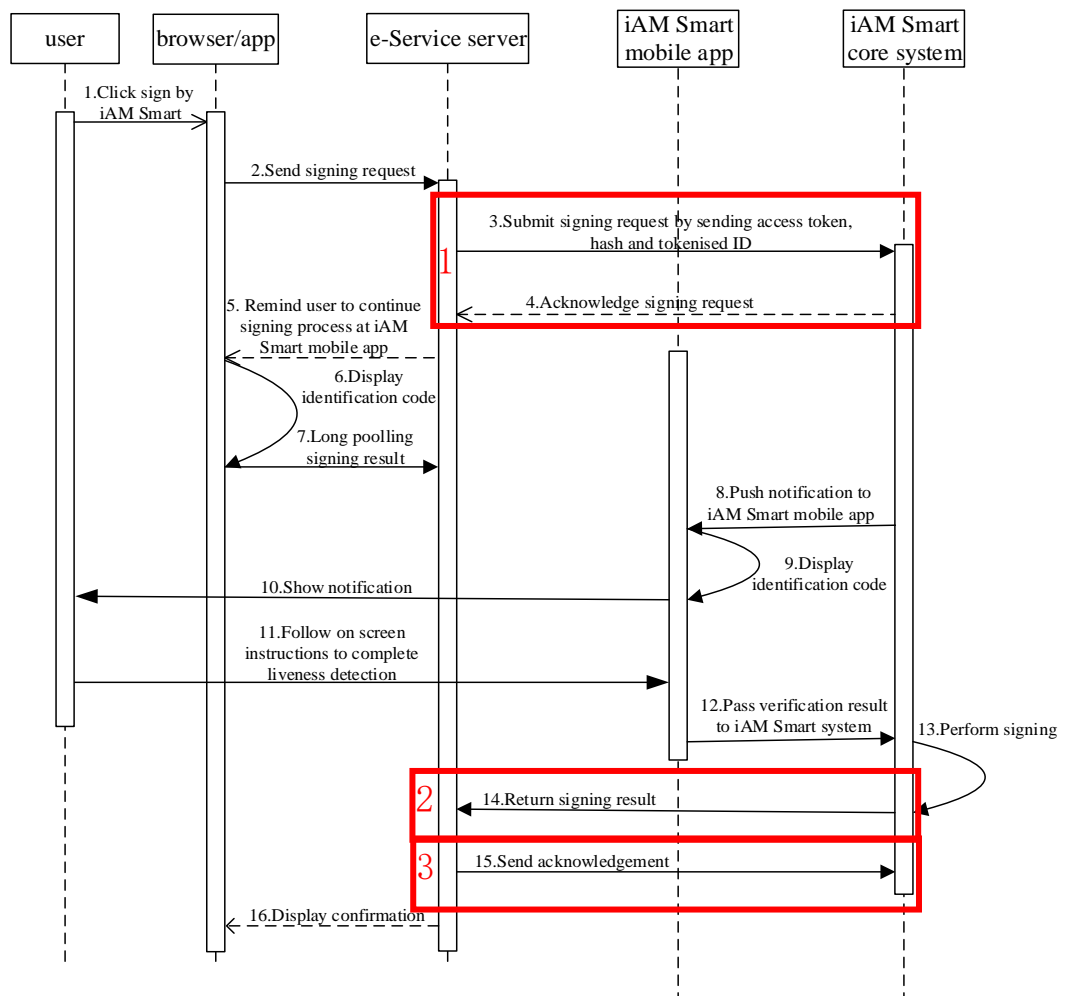 user
browser/app
e-Service server
iAM Smart
mobile app
iAM Smart
core system
1.Click sign by
iAM Smart
2.Send signing request
3.Submit signing request by sending access token,
hash and tokenised ID
1
4.Acknowledge signing request
5. Remind user to continue
signing process at iAM
Smart mobile app
6.Display
identification code
7.Long poolling
signing result
8.Push notification to
iAM Smart mobile app
9.Display
identification code
10.Show notification
11.Follow on screen
instructions to complete
liveness detection
12.Pass verification result
to iAM Smart system
13.Perform signing
2
14.Return signing result
3
15.Send acknowledgement
16.Display confirmation